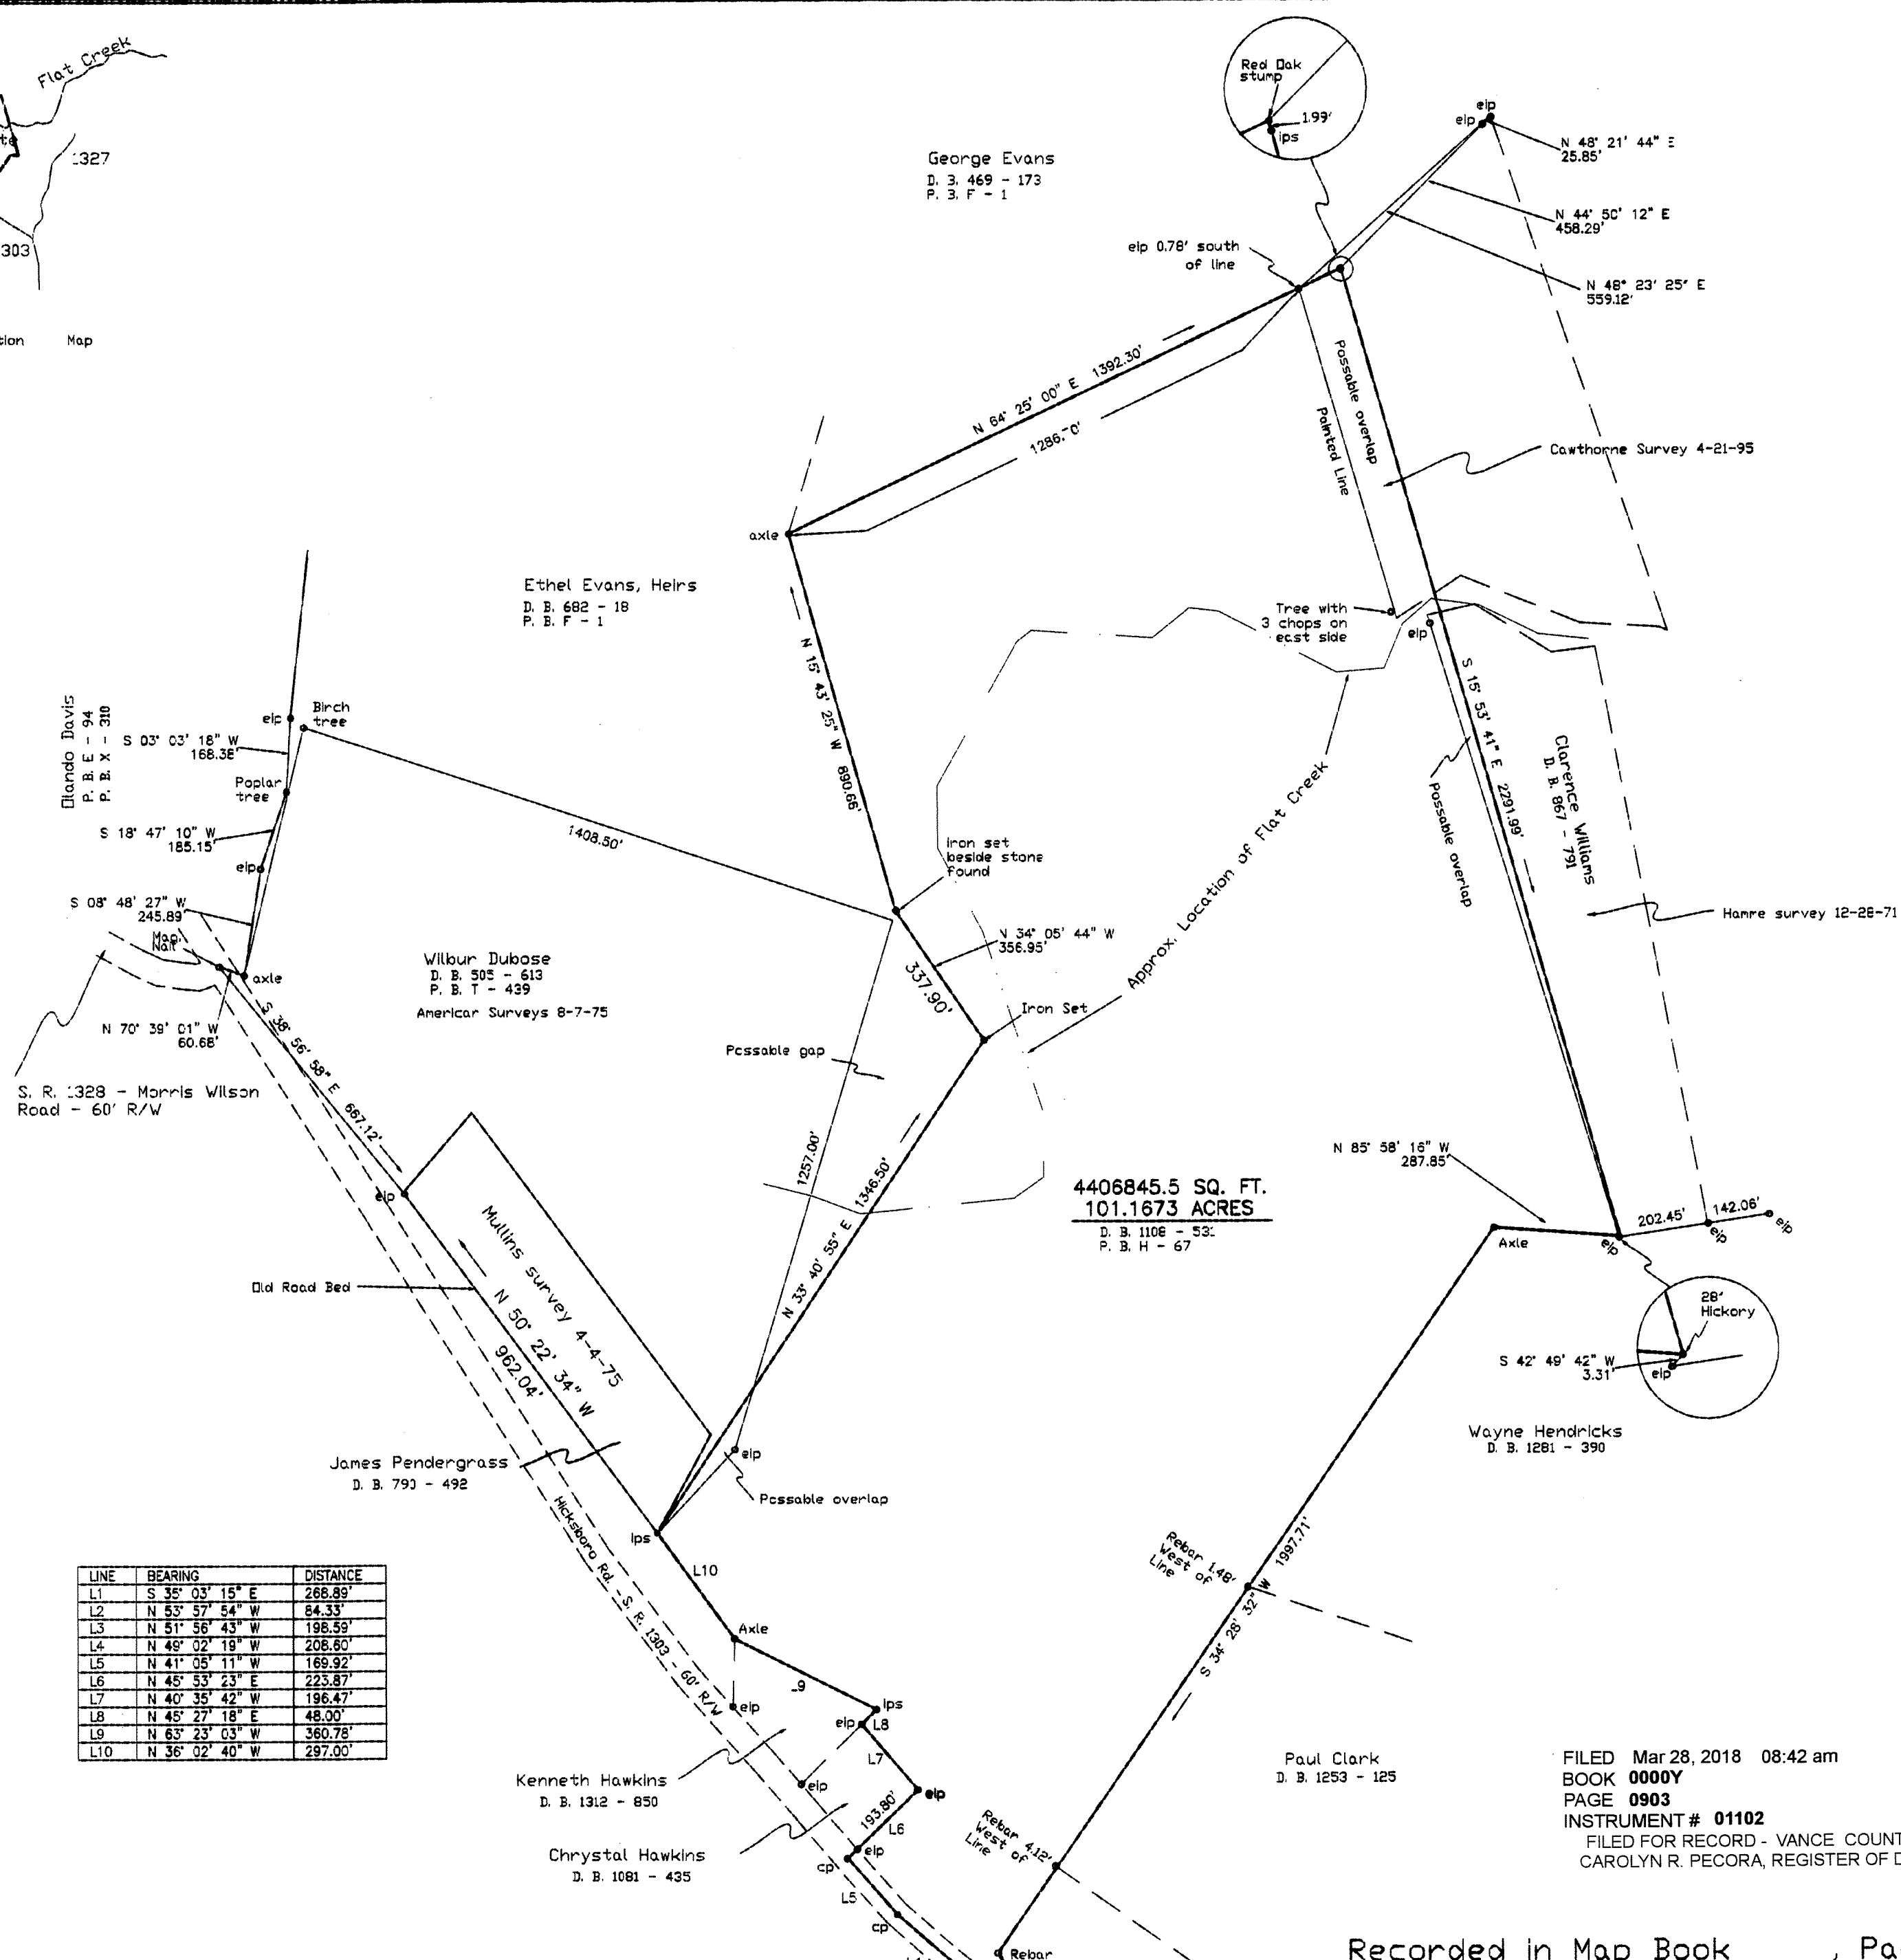 Flat Creek
1327
303
Map
Red Oak
stump
1.99'
ips
eip
eip
N 48° 21' 44" E
25.85'
N 44° 50' 12" E
458.29'
N 48° 23' 25" E
559.12'
George Evans
D. B. 469 - 173
P. B. F - 1
eip 0.78' south
of line
N 64° 25' 00" E 1392.30'
Possable overlap
Painted Line
Cawthorne Survey 4-21-95
axle
Ethel Evans, Heirs
D. B. 682 - 18
P. B. F - 1
Tree with
3 chops on
east side
eip
N 15° 43' 25" W 890.66'
S 15° 53' 41" E 2291.99'
Possable overlap
Clarence Williams
D. B. 867 - 791
Hamre survey 12-28-71
Olando Davis
P. B. E - 94
P. B. X - 310
eip
Birch
tree
S 03° 03' 18" W
168.38'
Poplar
tree
S 18° 47' 10" W
185.15'
eip
S 08° 48' 27" W
245.89'
Mag.
Nail
axle
N 70° 39' 01" W
60.68'
S. R. 1328 - Morris Wilson
Road - 60' R/W
1408.50'
Iron set
beside stone
found
N 34° 05' 44" W
356.95'
337.90'
Iron Set
Approx. Location of Flat Creek
Wilbur Dubose
D. B. 505 - 613
P. B. T - 439
American Surveys 8-7-75
S 38° 56' 58" E 667.12'
eip
Possable gap
1257.00'
N 33° 40' 55" E 1346.50'
4406845.5 SQ. FT.
101.1673 ACRES
P. B. H - 67
N 85° 58' 16" W
287.85'
Axle
eip
202.45'
eip
142.06'
eip
28'
Hickory
S 42° 49' 42" W
3.31'
eip
Wayne Hendricks
D. B. 1281 - 390
Mullins survey 4-4-75
Old Road Bed
N 50° 22' 34" W
962.04'
James Pendergrass
D. B. 790 - 492
eip
Possable overlap
ips
L10
Hicksboro Rd. - S. R. 1303 - 60' R/W
Rebar 1.48'
West of
Line
S 34° 28' 32" W 1997.71'
LINE BEARING DISTANCE
L1 S 35° 03' 15" E 268.89'
L2 N 53° 57' 54" W 84.33'
L3 N 51° 56' 43" W 198.59'
L4 N 49° 02' 19" W 208.60'
L5 N 41° 05' 11" W 169.92'
L6 N 45° 53' 23" E 223.87'
L7 N 40° 35' 42" W 196.47'
L8 N 45° 27' 18" E 48.00'
L9 N 63° 23' 03" W 360.78'
L10 N 36° 02' 40" W 297.00'
Axle
L9
ips
eip
eip
L8
L7
Kenneth Hawkins
D. B. 1312 - 850
eip
eip
193.80'
L6
Chrystal Hawkins
D. B. 1081 - 435
eip
cp
L5
cp
Rebar 4.12'
West of
Line
Rebar
Paul Clark
D. B. 1253 - 125
FILED Mar 28, 2018 08:42 am
BOOK 0000Y
PAGE 0903
INSTRUMENT # 01102
FILED FOR RECORD - VANCE COUNT
CAROLYN R. PECORA, REGISTER OF D
Recorded in Map Book , Pa